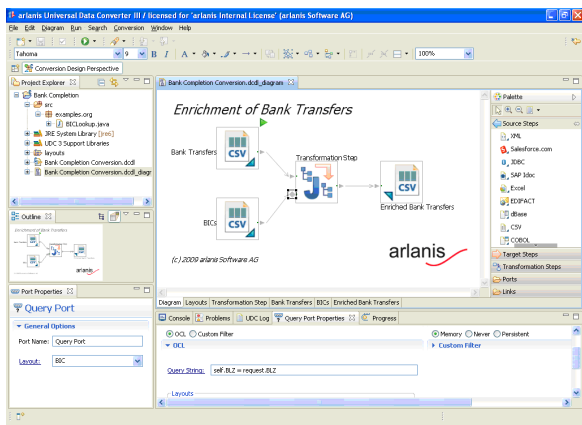 arlanis Universal Data Converter III / licensed for 'arlanis Internal License' (arlanis Software AG)
File Edit Diagram Run Search Conversion Window Help
Tahoma 9 B I A 100%
Conversion Design Perspective
Project Explorer
Bank Completion
src
examples.org
BICLookup.java
JRE System Library [jre6]
UDC 3 Support Libraries
layouts
Bank Completion Conversion.dcdl
Bank Completion Conversion.dcdl_diagr
Outline
Enrichment of Bank Transfers
arlanis
Port Properties
Query Port
General Options
Port Name: Query Port
Layout: BIC
Bank Completion Conversion.dcdl_diagram
Enrichment of Bank Transfers
Bank Transfers
CSV
Transformation Step
CSV
Enriched Bank Transfers
BICs
CSV
(c) 2009 arlanis Software AG
arlanis
Palette
Source Steps
XML
Salesforce.com
JDBC
SAP Idoc
Excel
EDIFACT
dBase
CSV
COBOL
Target Steps
Transformation Steps
Ports
Links
Diagram Layouts Transformation Step Bank Transfers BICs Enriched Bank Transfers
Console Problems UDC Log Query Port Properties Progress
OCL Custom Filter
Memory Never Persistent
OCL
Custom Filter
Query String: self.BLZ = request.BLZ
Layouts